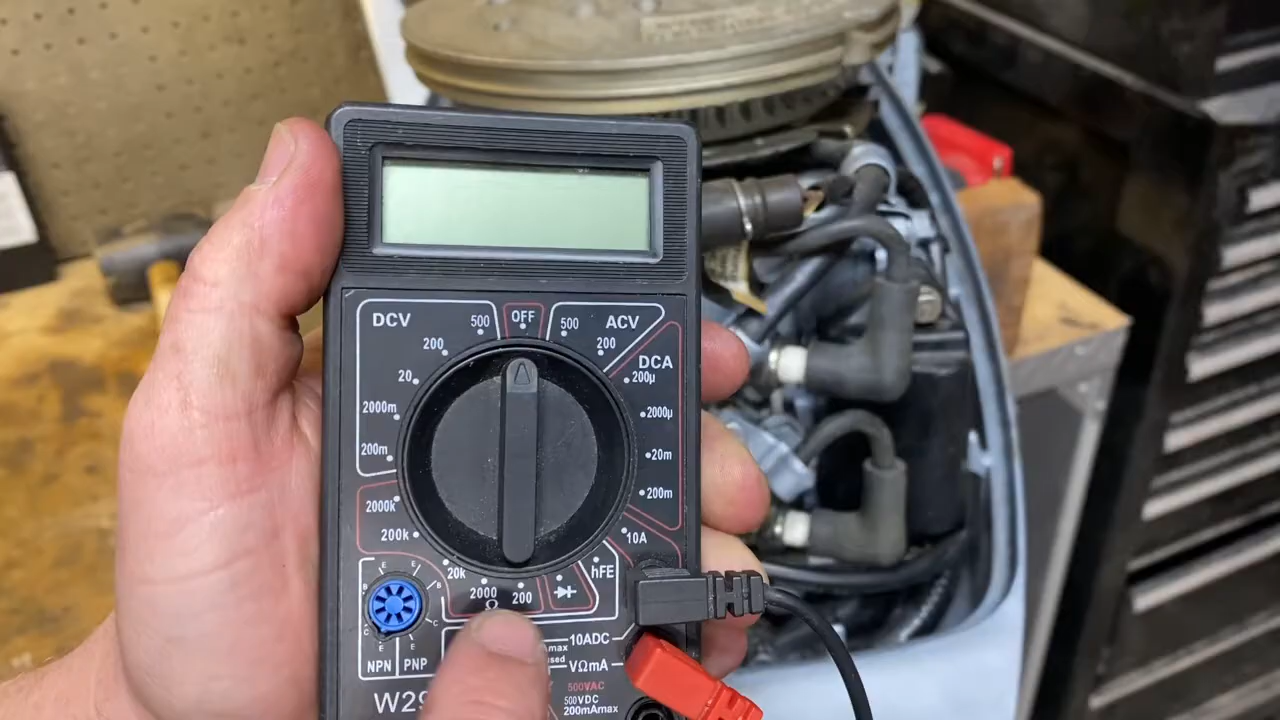 DCV
500
OFF
500
ACV
200
200
DCA
20
200µ
2000m
2000µ
200m
20m
2000k
200m
200k
10A
20k
2000
200
hFE
Ω
E
E
B
B
C
C
E
E
NPN
PNP
10ADC
VΩmA
500VAC
500VDC
200mAmax